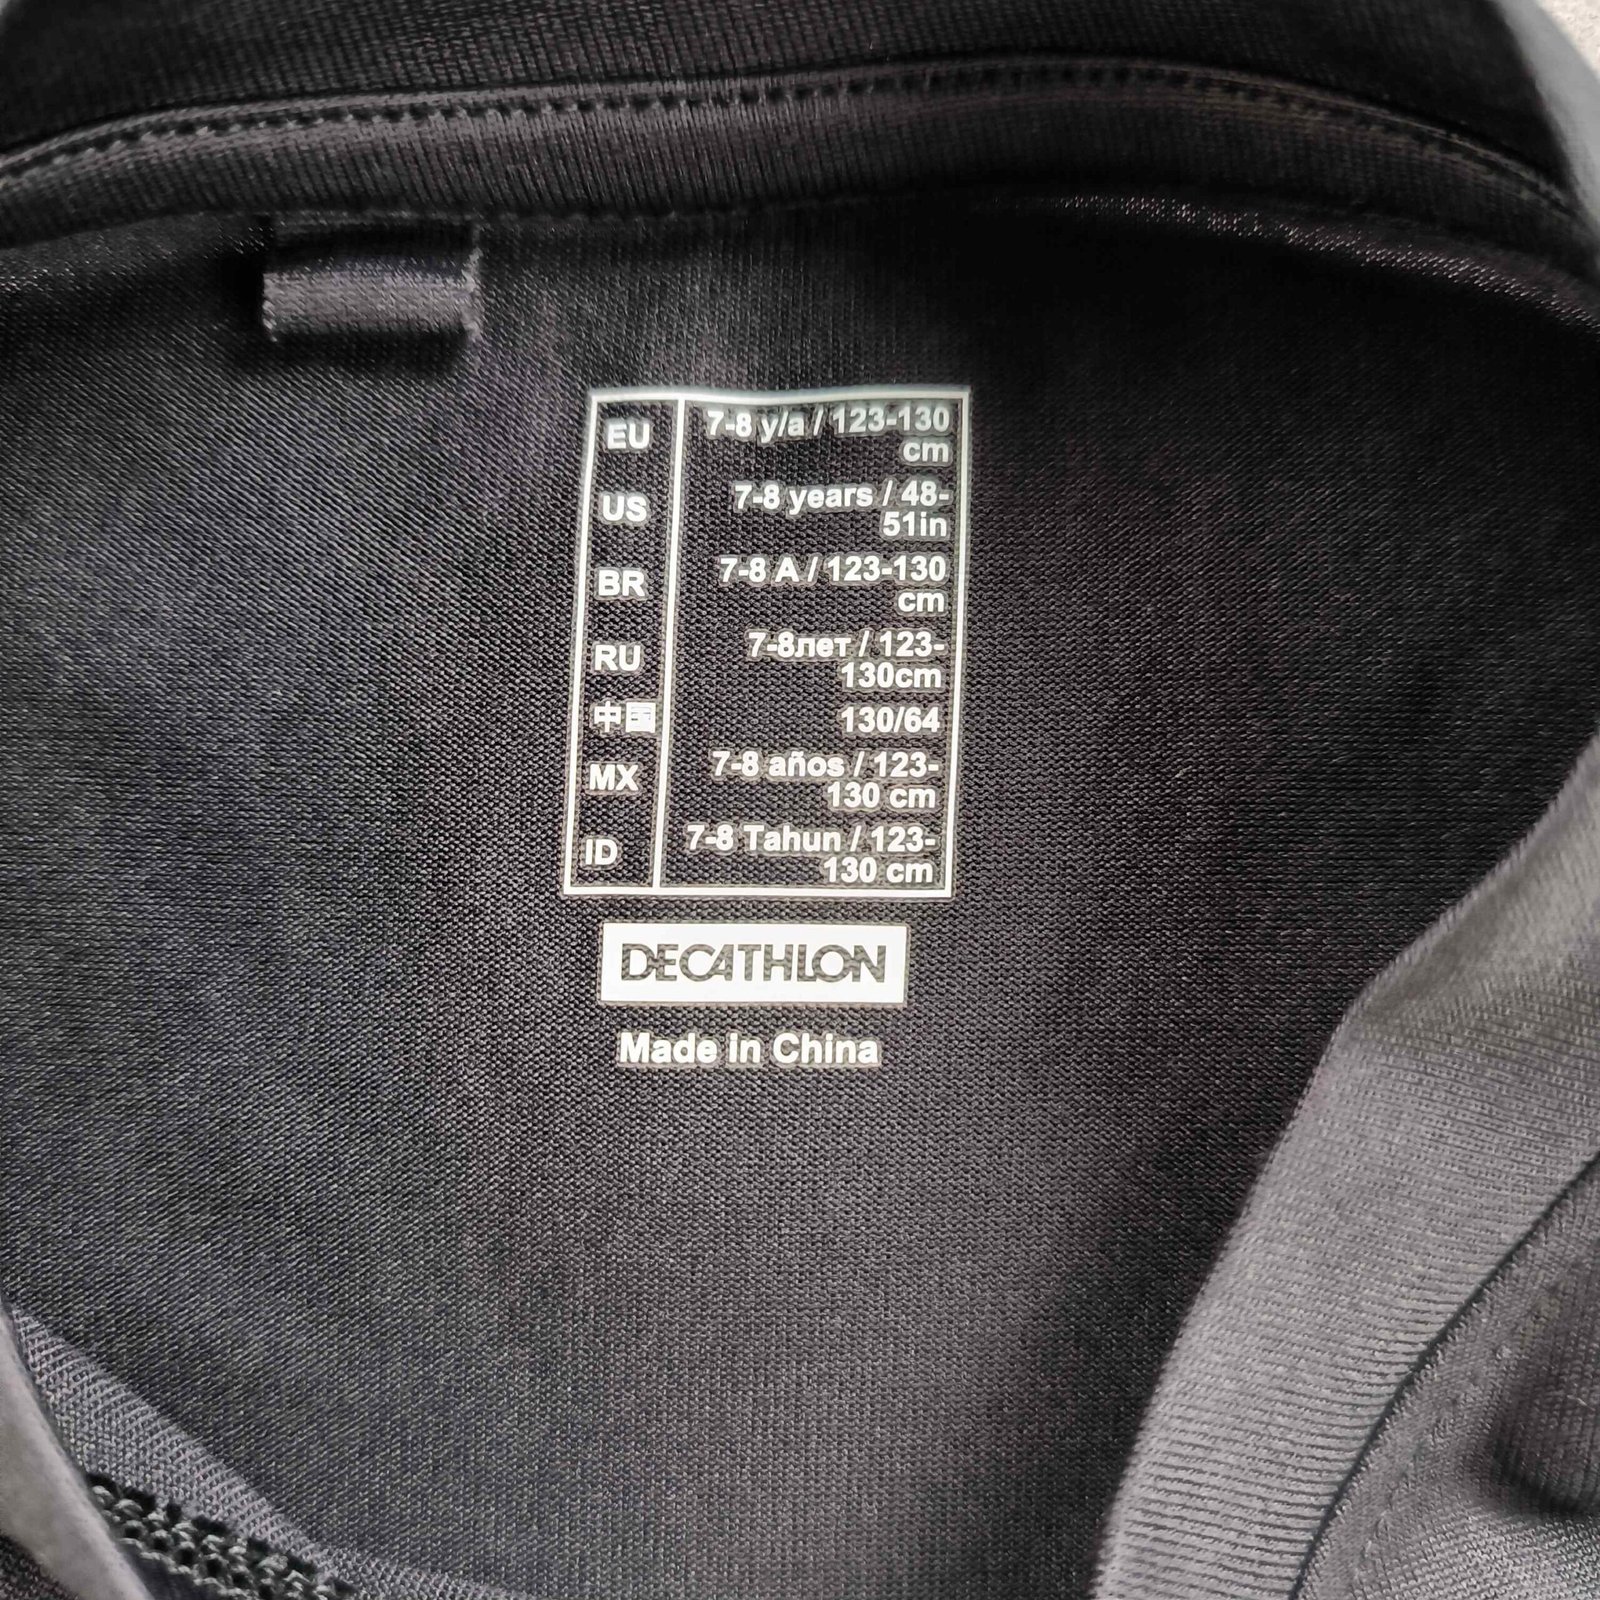 EU 7-8 y/a / 123-130
cm
US 7-8 years / 48-
51in
BR 7-8 A / 123-130
cm
RU 7-8лет / 123-
130cm
中国 130/64
MX 7-8 años / 123-
130 cm
ID 7-8 Tahun / 123-
130 cm
DECATHLON
Made in China